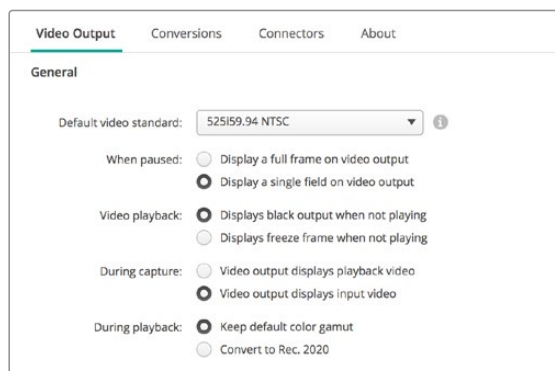 Video Output Conversions Connectors About
General
Default video standard: 525i59.94 NTSC
When paused: Display a full frame on video output
Display a single field on video output
Video playback: Displays black output when not playing
Displays freeze frame when not playing
During capture: Video output displays playback video
Video output displays input video
During playback: Keep default color gamut
Convert to Rec. 2020